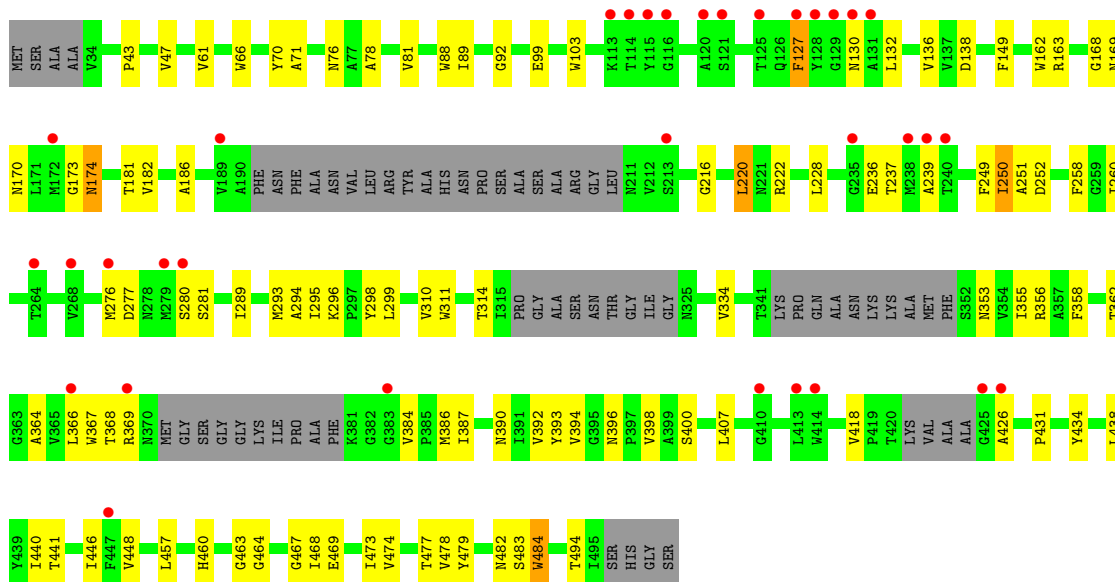 MET SER ALA ALA V34 P43 V47 V61 W66 Y70 A71 N76 A77 A78 V81 W88 I89 G92 E99 W103 K113 T114 Y115 G116 A120 S121 T125 Q126 F127 Y128 G129 N130 A131 L132 V136 V137 D138 F149 W162 R163 G168 N169
N170 L171 M172 G173 N174 T181 V182 A186 V189 A190 PHE ASN PHE ALA ASN VAL LEU ARG TYR ALA HIS ASN PRO SER ALA SER ALA ARG GLY LEU N211 V212 S213 G216 L220 N221 R222 L228 G235 E236 T237 M238 A239 T240 F249 I250 A251 D252 F258 G259 I260
T264 V268 M276 D277 N278 M279 S280 S281 I289 M293 A294 I295 K296 P297 Y298 L299 V310 W311 T314 I315 PRO GLY ALA SER ASN THR GLY ILE GLY N325 V334 T341 LYS PRO GLN ALA ASN LYS LYS ALA MET PHE S352 N353 V354 I355 R356 A357 F358 T362
G363 A364 V365 L366 W367 T368 R369 N370 MET GLY SER GLY GLY LYS ILE PRO ALA PHE K381 G382 G383 V384 P385 M386 I387 N390 I391 V392 Y393 V394 G395 N396 P397 V398 A399 S400 L407 G410 L413 W414 V418 P419 T420 LYS VAL ALA ALA G425 A426 P431 Y434 L438
Y439 I440 T441 I446 F447 V448 L457 H460 G463 G464 G467 I468 E469 I473 V474 T477 V478 Y479 N482 S483 W484 T494 I495 SER HIS GLY SER